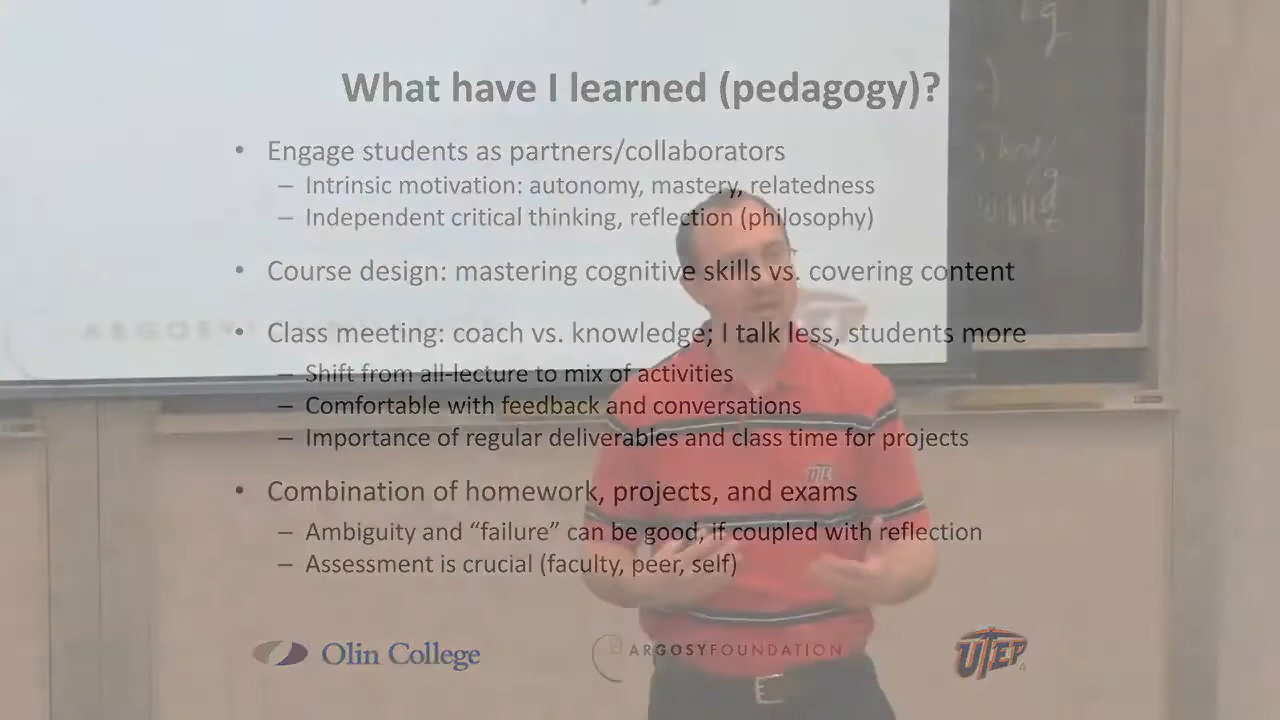 What have I learned (pedagogy)?
• Engage students as partners/collaborators
– Intrinsic motivation: autonomy, mastery, relatedness
– Independent critical thinking, reflection (philosophy)
• Course design: mastering cognitive skills vs. covering content
• Class meeting: coach vs. knowledge; I talk less, students more
– Shift from all-lecture to mix of activities
– Comfortable with feedback and conversations
– Importance of regular deliverables and class time for projects
• Combination of homework, projects, and exams
– Ambiguity and “failure” can be good, if coupled with reflection
– Assessment is crucial (faculty, peer, self)
Olin College
ARGOSYFOUNDATION
UTEP
4
UTEP
ARGOSY